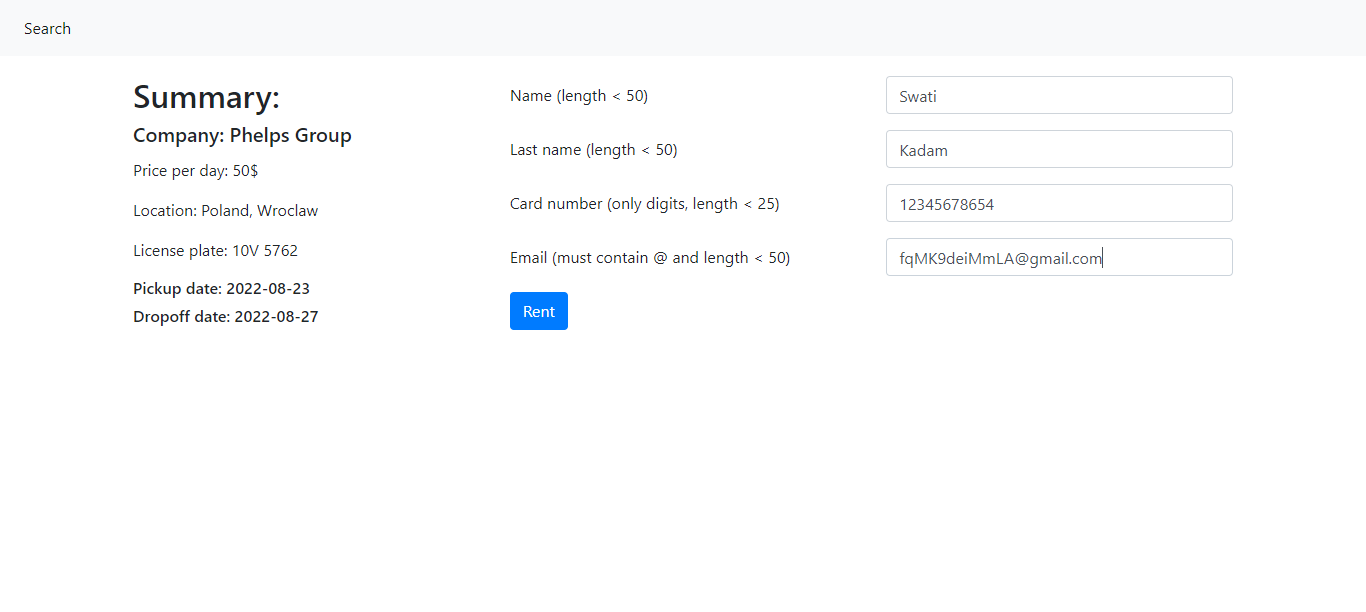 Search
Summary:
Company: Phelps Group
Price per day: 50$
Location: Poland, Wroclaw
License plate: 10V 5762
Pickup date: 2022-08-23
Dropoff date: 2022-08-27
Name (length < 50)
Swati
Last name (length < 50)
Kadam
Card number (only digits, length < 25)
12345678654
Email (must contain @ and length < 50)
fqMK9deiMmLA@gmail.com
Rent